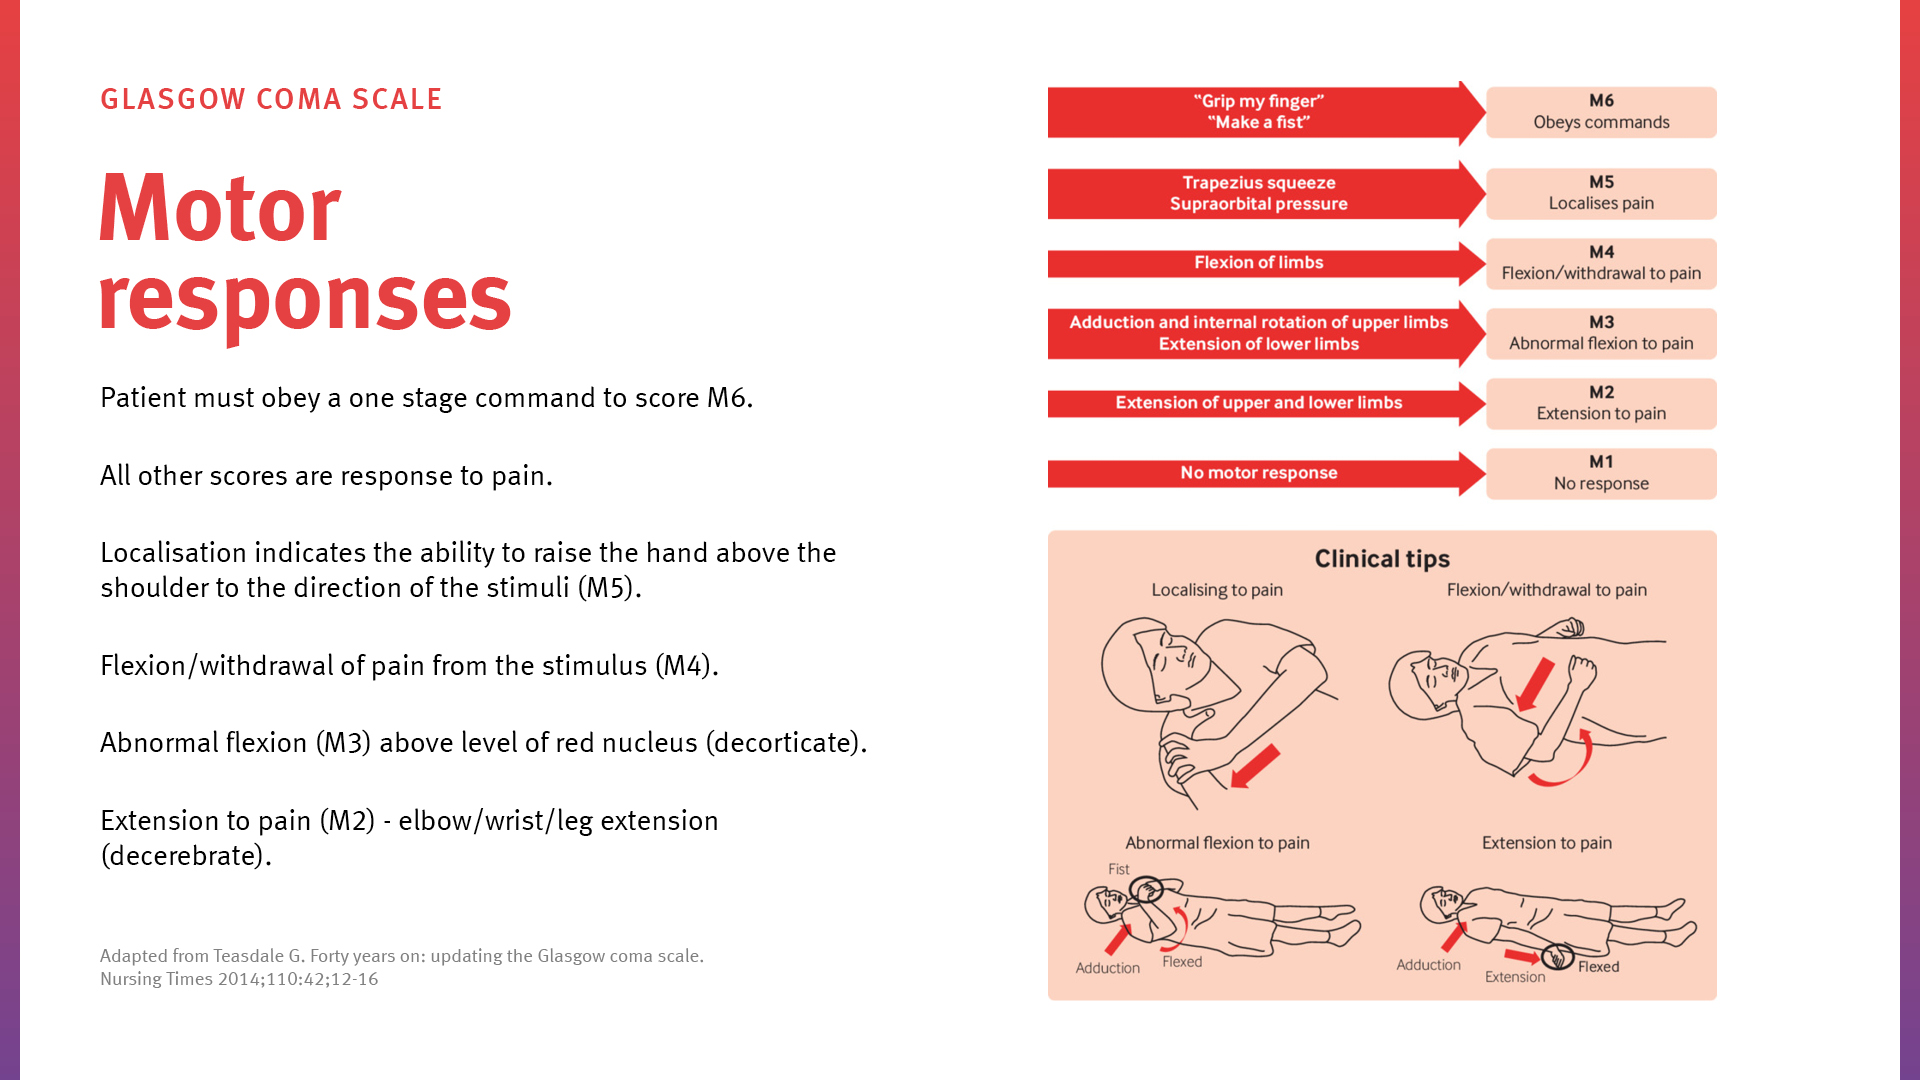 GLASGOW COMA SCALE
Motor
responses
Patient must obey a one stage command to score M6.
All other scores are response to pain.
Localisation indicates the ability to raise the hand above the
shoulder to the direction of the stimuli (M5).
Flexion/withdrawal of pain from the stimulus (M4).
Abnormal flexion (M3) above level of red nucleus (decorticate).
Extension to pain (M2) - elbow/wrist/leg extension
(decerebrate).
Adapted from Teasdale G. Forty years on: updating the Glasgow coma scale.
Nursing Times 2014;110:42;12-16
“Grip my finger”
“Make a fist”
M6
Obeys commands
Trapezius squeeze
Supraorbital pressure
M5
Localises pain
Flexion of limbs
M4
Flexion/withdrawal to pain
Adduction and internal rotation of upper limbs
Extension of lower limbs
M3
Abnormal flexion to pain
Extension of upper and lower limbs
M2
Extension to pain
No motor response
M1
No response
Clinical tips
Localising to pain
Flexion/withdrawal to pain
Abnormal flexion to pain
Fist
Adduction
Flexed
Extension to pain
Adduction
Extension
Flexed